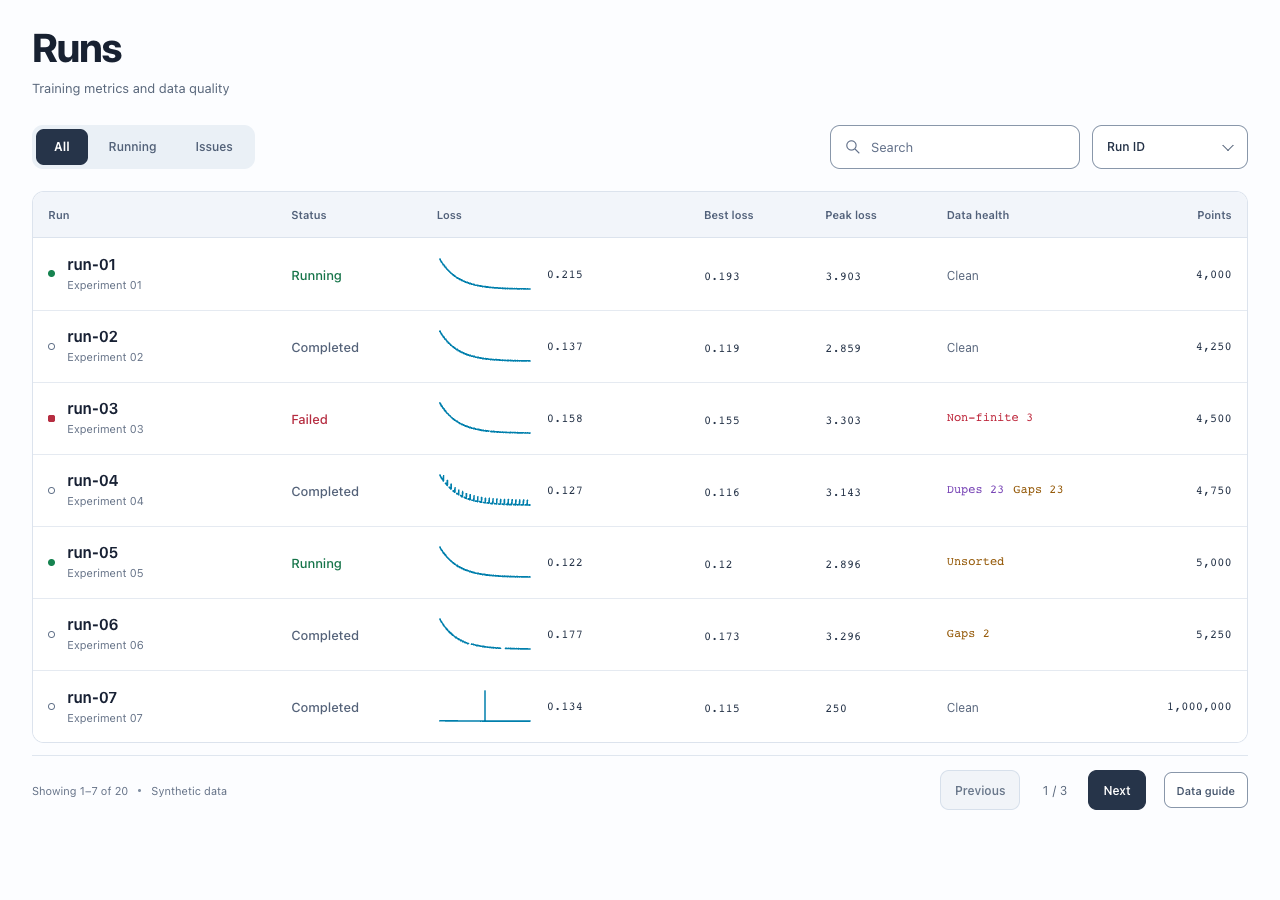 Runs
Training metrics and data quality
All Running Issues Search Run ID
Run Status Loss Best loss Peak loss Data health Points
run-01
Experiment 01
Running 0.215 0.193 3.903 Clean 4,000
run-02
Experiment 02
Completed 0.137 0.119 2.859 Clean 4,250
run-03
Experiment 03
Failed 0.158 0.155 3.303 Non-finite 3 4,500
run-04
Experiment 04
Completed 0.127 0.116 3.143 Dupes 23 Gaps 23 4,750
run-05
Experiment 05
Running 0.122 0.12 2.896 Unsorted 5,000
run-06
Experiment 06
Completed 0.177 0.173 3.296 Gaps 2 5,250
run-07
Experiment 07
Completed 0.134 0.115 250 Clean 1,000,000
Showing 1–7 of 20 • Synthetic data Previous 1 / 3 Next Data guide